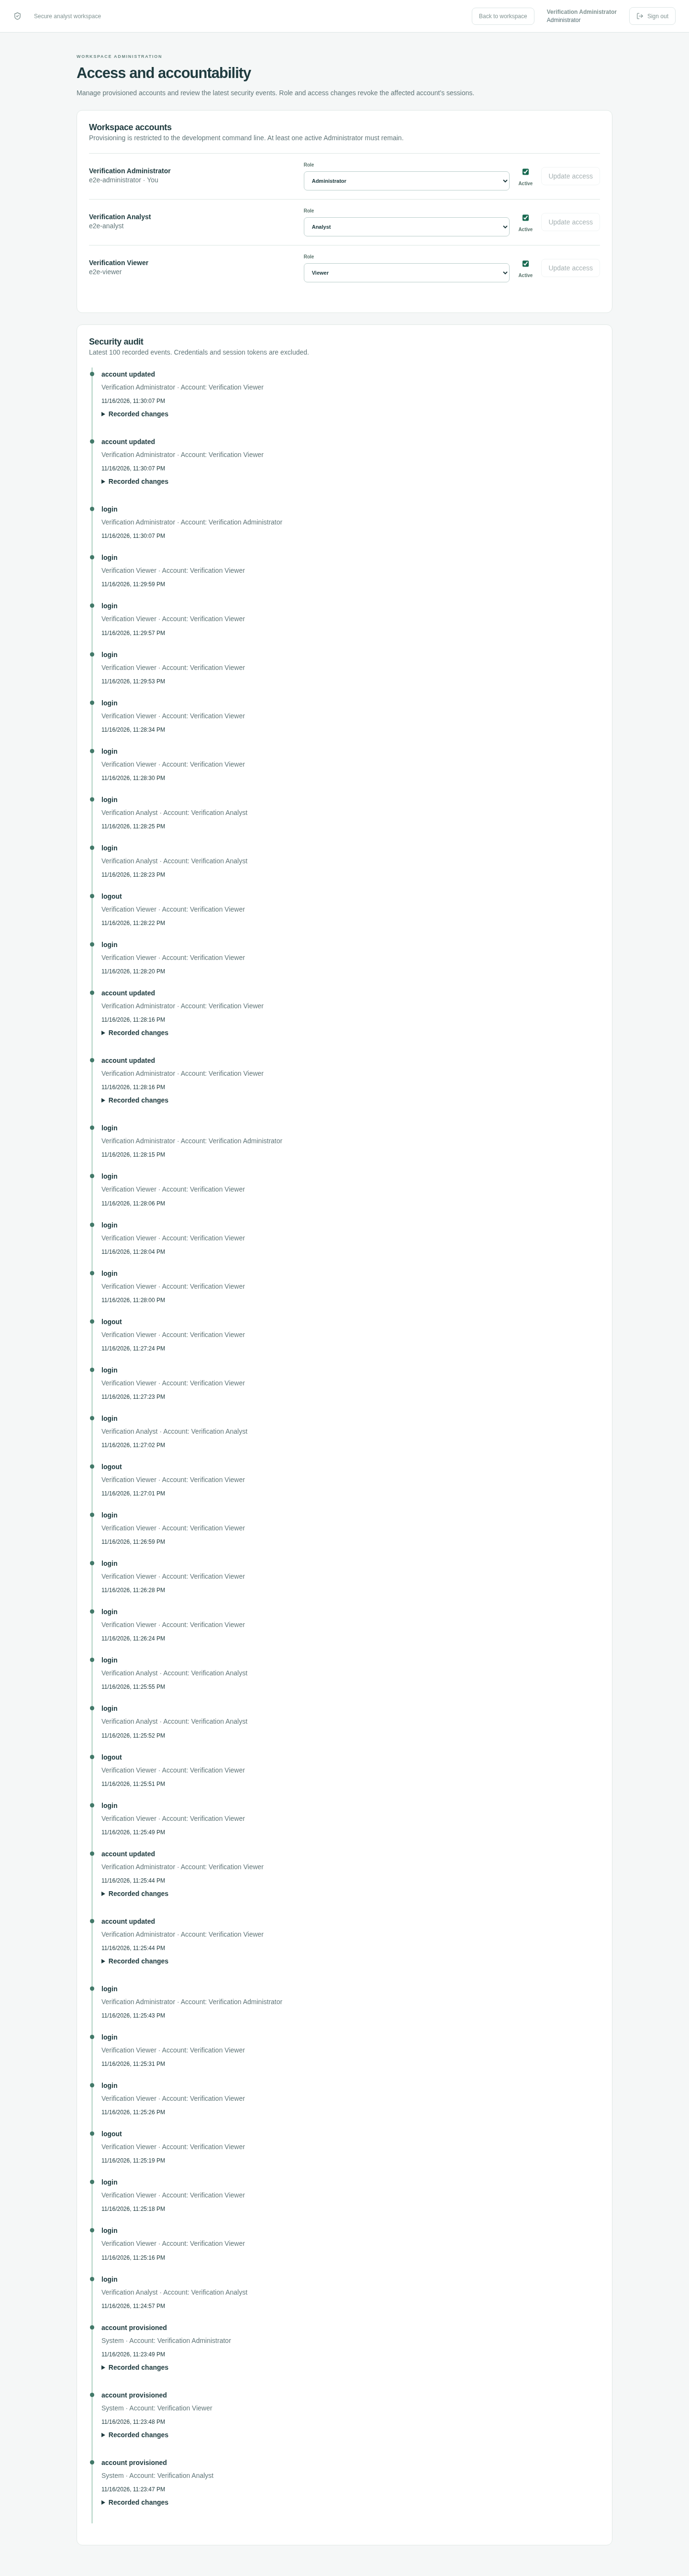 Secure analyst workspace
Back to workspace
Verification Administrator
Administrator
Sign out
WORKSPACE ADMINISTRATION
Access and accountability
Manage provisioned accounts and review the latest security events. Role and access changes revoke the affected account's sessions.
Workspace accounts
Provisioning is restricted to the development command line. At least one active Administrator must remain.
Verification Administrator
e2e-administrator · You
Role
Administrator
Active
Update access
Verification Analyst
e2e-analyst
Role
Analyst
Active
Update access
Verification Viewer
e2e-viewer
Role
Viewer
Active
Update access
Security audit
Latest 100 recorded events. Credentials and session tokens are excluded.
account updated
Verification Administrator · Account: Verification Viewer
11/16/2026, 11:30:07 PM
Recorded changes
account updated
Verification Administrator · Account: Verification Viewer
11/16/2026, 11:30:07 PM
Recorded changes
login
Verification Administrator · Account: Verification Administrator
11/16/2026, 11:30:07 PM
login
Verification Viewer · Account: Verification Viewer
11/16/2026, 11:29:59 PM
login
Verification Viewer · Account: Verification Viewer
11/16/2026, 11:29:57 PM
login
Verification Viewer · Account: Verification Viewer
11/16/2026, 11:29:53 PM
login
Verification Viewer · Account: Verification Viewer
11/16/2026, 11:28:34 PM
login
Verification Viewer · Account: Verification Viewer
11/16/2026, 11:28:30 PM
login
Verification Analyst · Account: Verification Analyst
11/16/2026, 11:28:25 PM
login
Verification Analyst · Account: Verification Analyst
11/16/2026, 11:28:23 PM
logout
Verification Viewer · Account: Verification Viewer
11/16/2026, 11:28:22 PM
login
Verification Viewer · Account: Verification Viewer
11/16/2026, 11:28:20 PM
account updated
Verification Administrator · Account: Verification Viewer
11/16/2026, 11:28:16 PM
Recorded changes
account updated
Verification Administrator · Account: Verification Viewer
11/16/2026, 11:28:16 PM
Recorded changes
login
Verification Administrator · Account: Verification Administrator
11/16/2026, 11:28:15 PM
login
Verification Viewer · Account: Verification Viewer
11/16/2026, 11:28:06 PM
login
Verification Viewer · Account: Verification Viewer
11/16/2026, 11:28:04 PM
login
Verification Viewer · Account: Verification Viewer
11/16/2026, 11:28:00 PM
logout
Verification Viewer · Account: Verification Viewer
11/16/2026, 11:27:24 PM
login
Verification Viewer · Account: Verification Viewer
11/16/2026, 11:27:23 PM
login
Verification Analyst · Account: Verification Analyst
11/16/2026, 11:27:02 PM
logout
Verification Viewer · Account: Verification Viewer
11/16/2026, 11:27:01 PM
login
Verification Viewer · Account: Verification Viewer
11/16/2026, 11:26:59 PM
login
Verification Viewer · Account: Verification Viewer
11/16/2026, 11:26:28 PM
login
Verification Viewer · Account: Verification Viewer
11/16/2026, 11:26:24 PM
login
Verification Analyst · Account: Verification Analyst
11/16/2026, 11:25:55 PM
login
Verification Analyst · Account: Verification Analyst
11/16/2026, 11:25:52 PM
logout
Verification Viewer · Account: Verification Viewer
11/16/2026, 11:25:51 PM
login
Verification Viewer · Account: Verification Viewer
11/16/2026, 11:25:49 PM
account updated
Verification Administrator · Account: Verification Viewer
11/16/2026, 11:25:44 PM
Recorded changes
account updated
Verification Administrator · Account: Verification Viewer
11/16/2026, 11:25:44 PM
Recorded changes
login
Verification Administrator · Account: Verification Administrator
11/16/2026, 11:25:43 PM
login
Verification Viewer · Account: Verification Viewer
11/16/2026, 11:25:31 PM
login
Verification Viewer · Account: Verification Viewer
11/16/2026, 11:25:26 PM
logout
Verification Viewer · Account: Verification Viewer
11/16/2026, 11:25:19 PM
login
Verification Viewer · Account: Verification Viewer
11/16/2026, 11:25:18 PM
login
Verification Viewer · Account: Verification Viewer
11/16/2026, 11:25:16 PM
login
Verification Analyst · Account: Verification Analyst
11/16/2026, 11:24:57 PM
account provisioned
System · Account: Verification Administrator
11/16/2026, 11:23:49 PM
Recorded changes
account provisioned
System · Account: Verification Viewer
11/16/2026, 11:23:48 PM
Recorded changes
account provisioned
System · Account: Verification Analyst
11/16/2026, 11:23:47 PM
Recorded changes